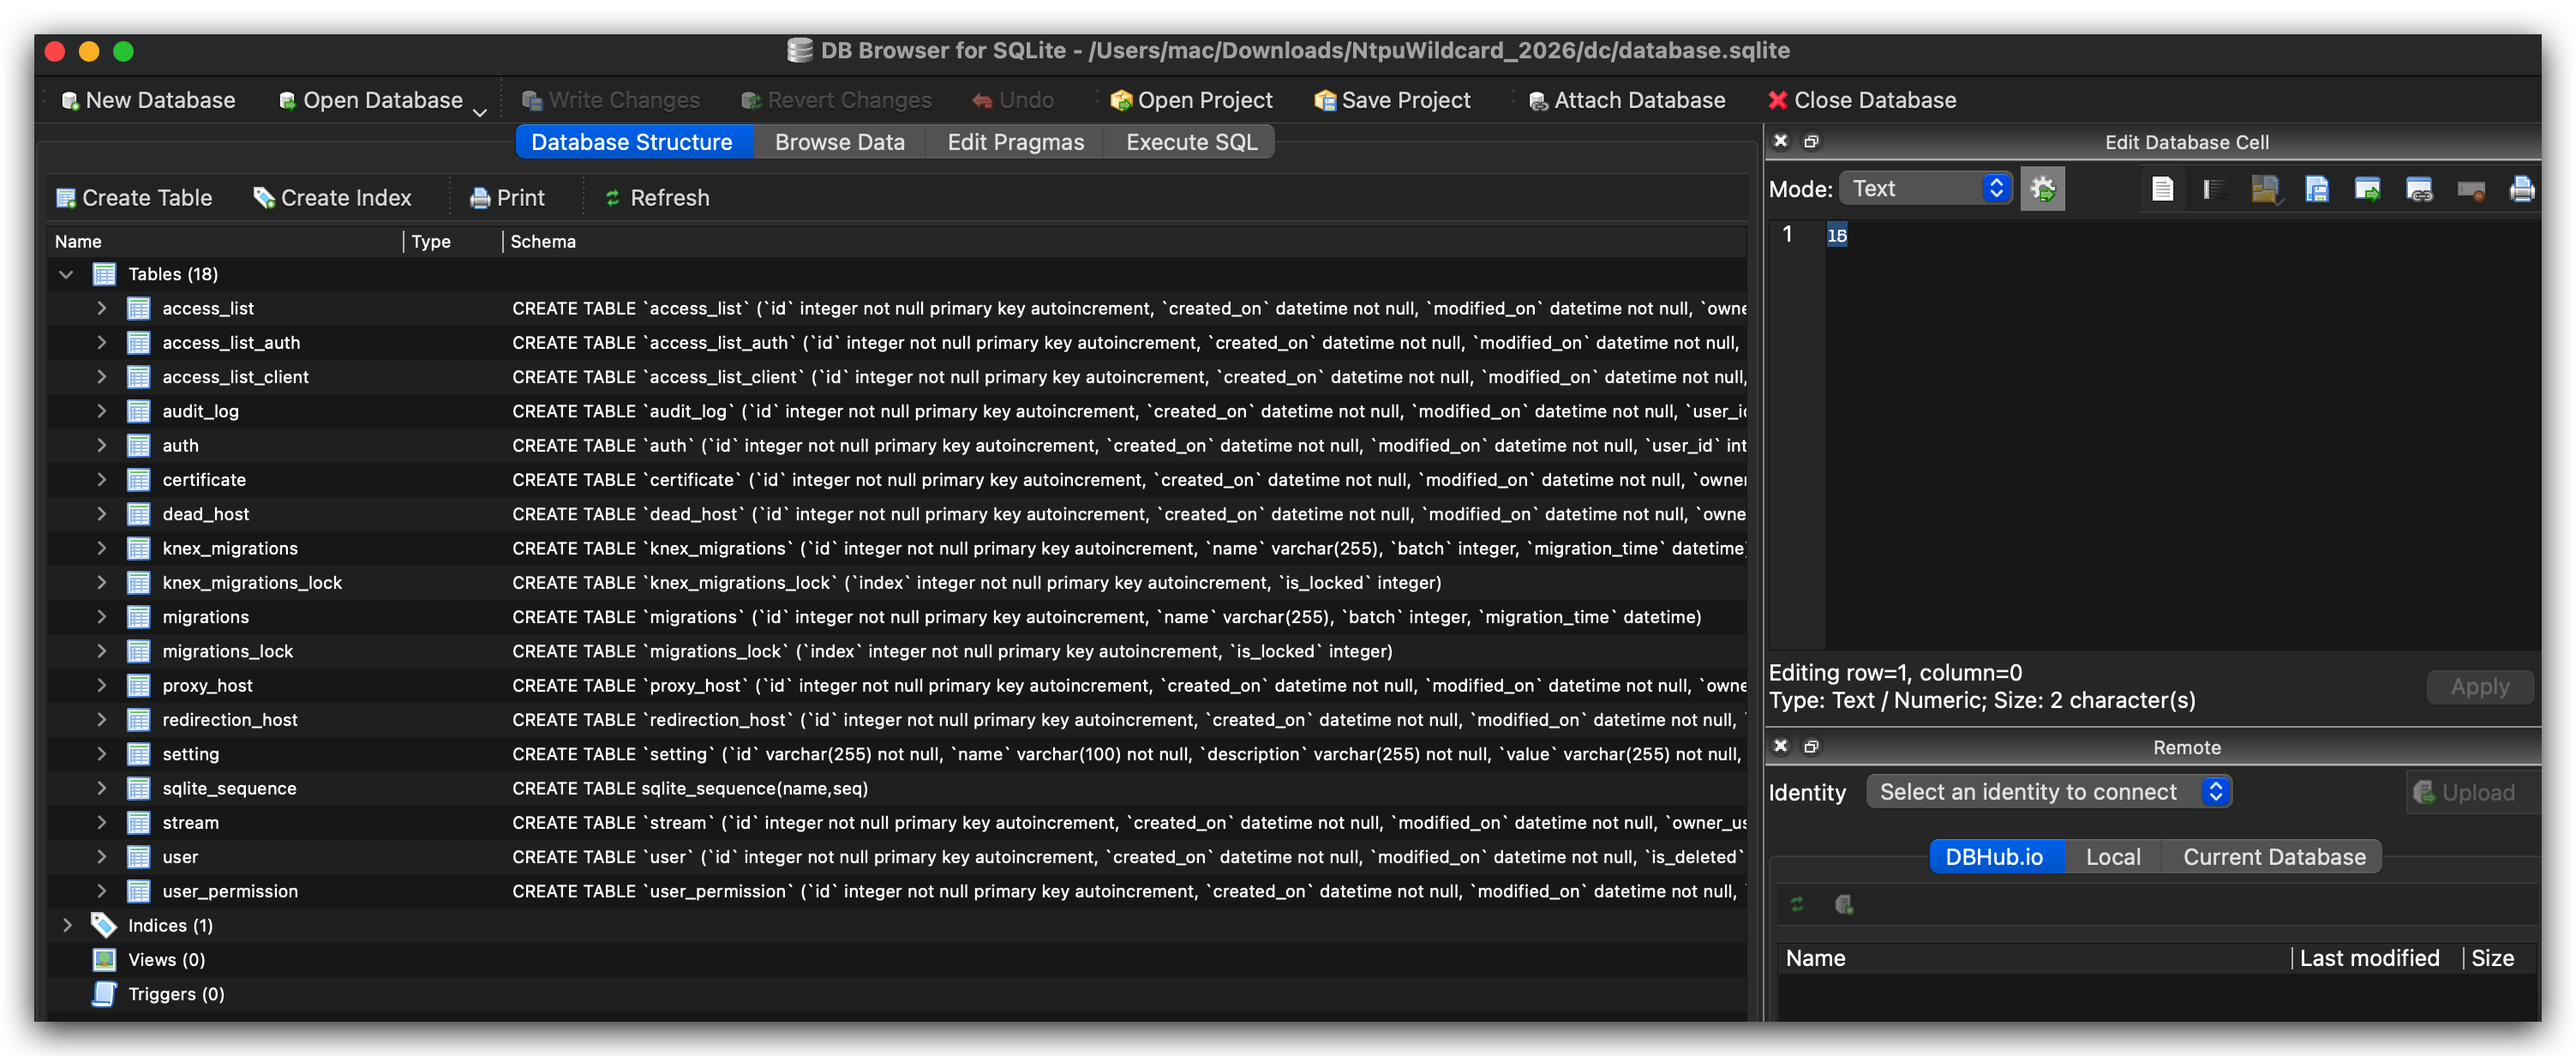 DB Browser for SQLite - /Users/mac/Downloads/NtpuWildcard_2026/dc/database.sqlite
New Database Open Database Write Changes Revert Changes Undo Open Project Save Project Attach Database Close Database
Database Structure Browse Data Edit Pragmas Execute SQL
Create Table Create Index Print Refresh
Name Type Schema
Tables (18)
access_list CREATE TABLE `access_list` (`id` integer not null primary key autoincrement, `created_on` datetime not null, `modified_on` datetime not null, `owne
access_list_auth CREATE TABLE `access_list_auth` (`id` integer not null primary key autoincrement, `created_on` datetime not null, `modified_on` datetime not null,
access_list_client CREATE TABLE `access_list_client` (`id` integer not null primary key autoincrement, `created_on` datetime not null, `modified_on` datetime not null,
audit_log CREATE TABLE `audit_log` (`id` integer not null primary key autoincrement, `created_on` datetime not null, `modified_on` datetime not null, `user_i
auth CREATE TABLE `auth` (`id` integer not null primary key autoincrement, `created_on` datetime not null, `modified_on` datetime not null, `user_id` int
certificate CREATE TABLE `certificate` (`id` integer not null primary key autoincrement, `created_on` datetime not null, `modified_on` datetime not null, `owner
dead_host CREATE TABLE `dead_host` (`id` integer not null primary key autoincrement, `created_on` datetime not null, `modified_on` datetime not null, `owne
knex_migrations CREATE TABLE `knex_migrations` (`id` integer not null primary key autoincrement, `name` varchar(255), `batch` integer, `migration_time` datetime)
knex_migrations_lock CREATE TABLE `knex_migrations_lock` (`index` integer not null primary key autoincrement, `is_locked` integer)
migrations CREATE TABLE `migrations` (`id` integer not null primary key autoincrement, `name` varchar(255), `batch` integer, `migration_time` datetime)
migrations_lock CREATE TABLE `migrations_lock` (`index` integer not null primary key autoincrement, `is_locked` integer)
proxy_host CREATE TABLE `proxy_host` (`id` integer not null primary key autoincrement, `created_on` datetime not null, `modified_on` datetime not null, `owne
redirection_host CREATE TABLE `redirection_host` (`id` integer not null primary key autoincrement, `created_on` datetime not null, `modified_on` datetime not null, `
setting CREATE TABLE `setting` (`id` varchar(255) not null, `name` varchar(100) not null, `description` varchar(255) not null, `value` varchar(255) not null,
sqlite_sequence CREATE TABLE sqlite_sequence(name,seq)
stream CREATE TABLE `stream` (`id` integer not null primary key autoincrement, `created_on` datetime not null, `modified_on` datetime not null, `owner_us
user CREATE TABLE `user` (`id` integer not null primary key autoincrement, `created_on` datetime not null, `modified_on` datetime not null, `is_deleted`
user_permission CREATE TABLE `user_permission` (`id` integer not null primary key autoincrement, `created_on` datetime not null, `modified_on` datetime not null, `
Indices (1)
Views (0)
Triggers (0)
Edit Database Cell
Mode: Text
1 15
Editing row=1, column=0
Type: Text / Numeric; Size: 2 character(s)
Apply
Remote
Identity Select an identity to connect Upload
DBHub.io Local Current Database
Name Last modified Size